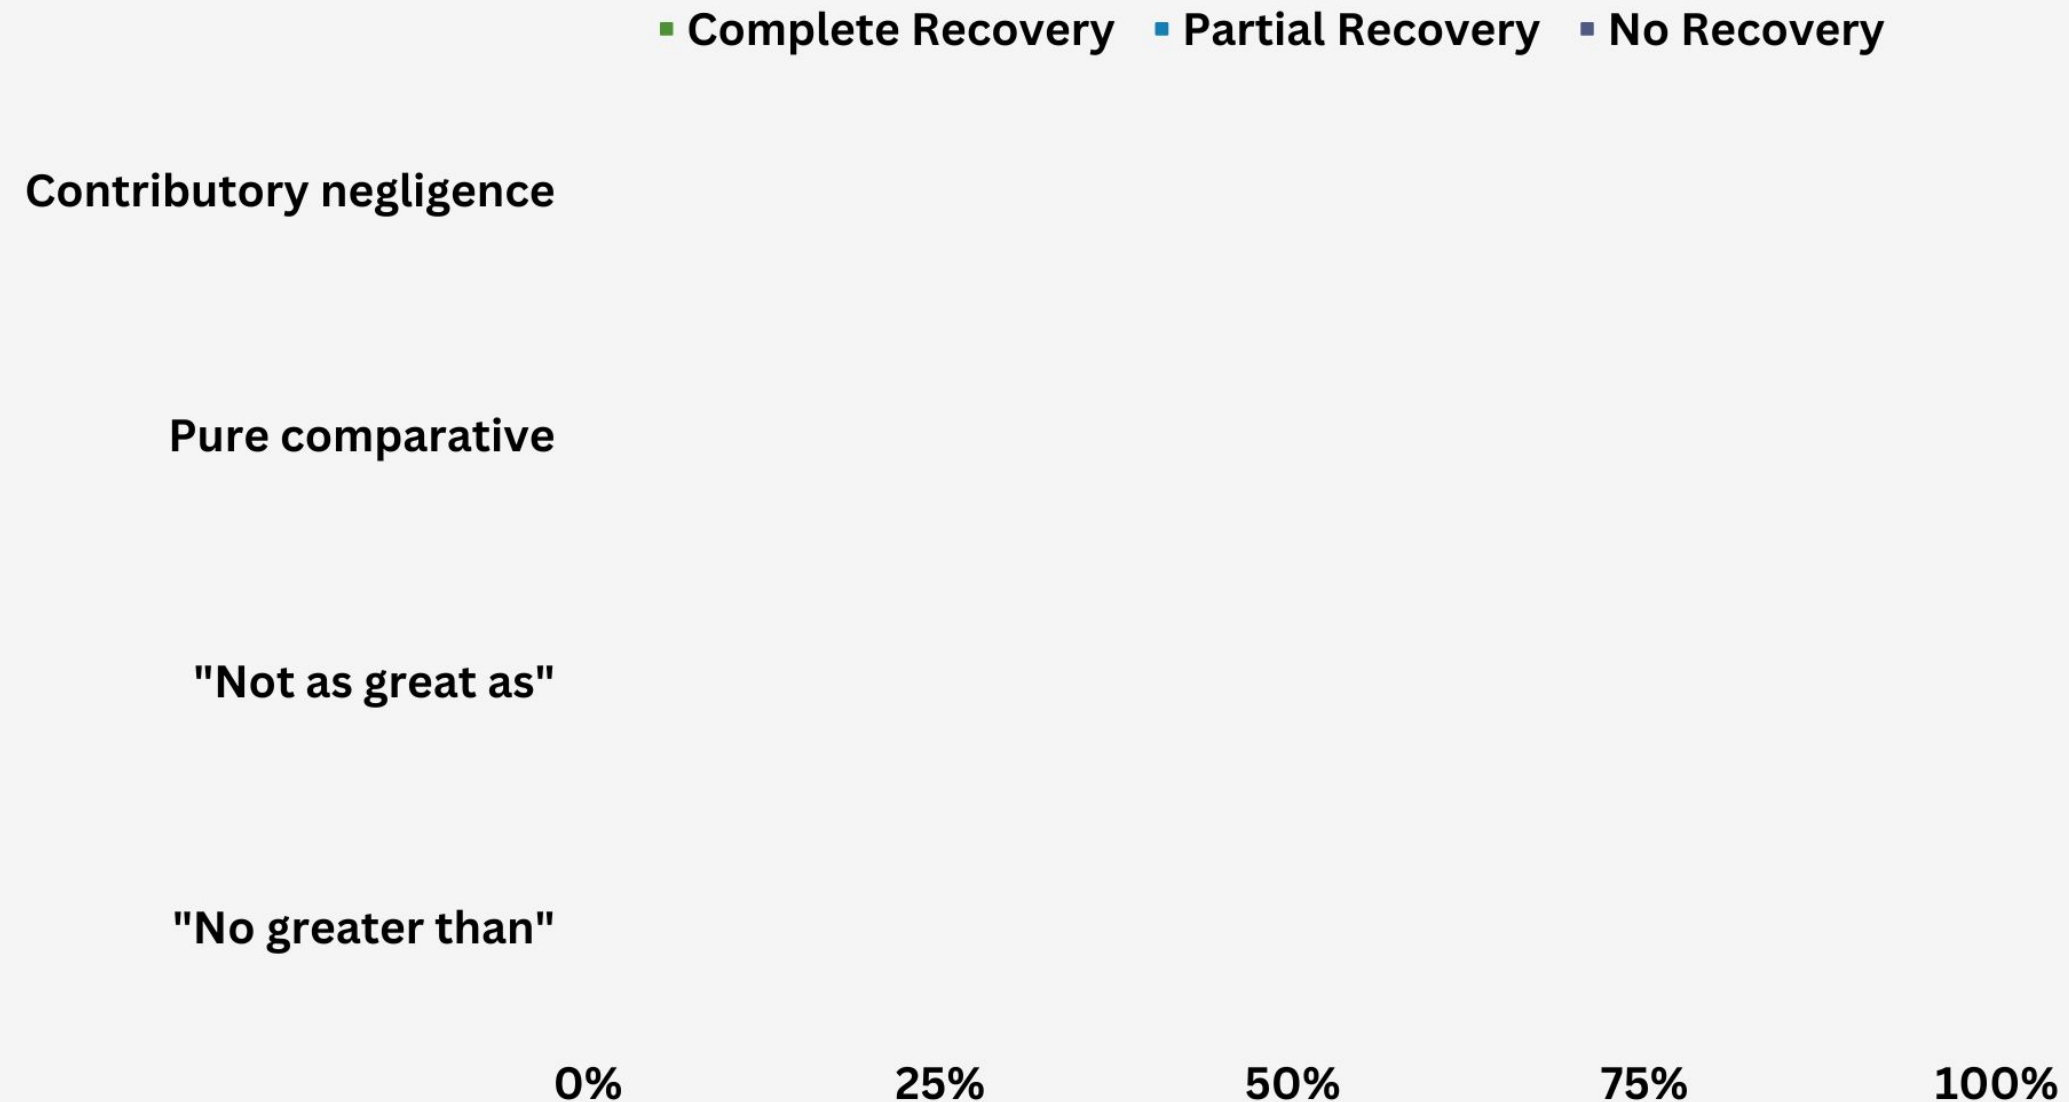 Complete Recovery Partial Recovery No Recovery
Contributory negligence
Pure comparative
"Not as great as"
"No greater than"
0% 25% 50% 75% 100%